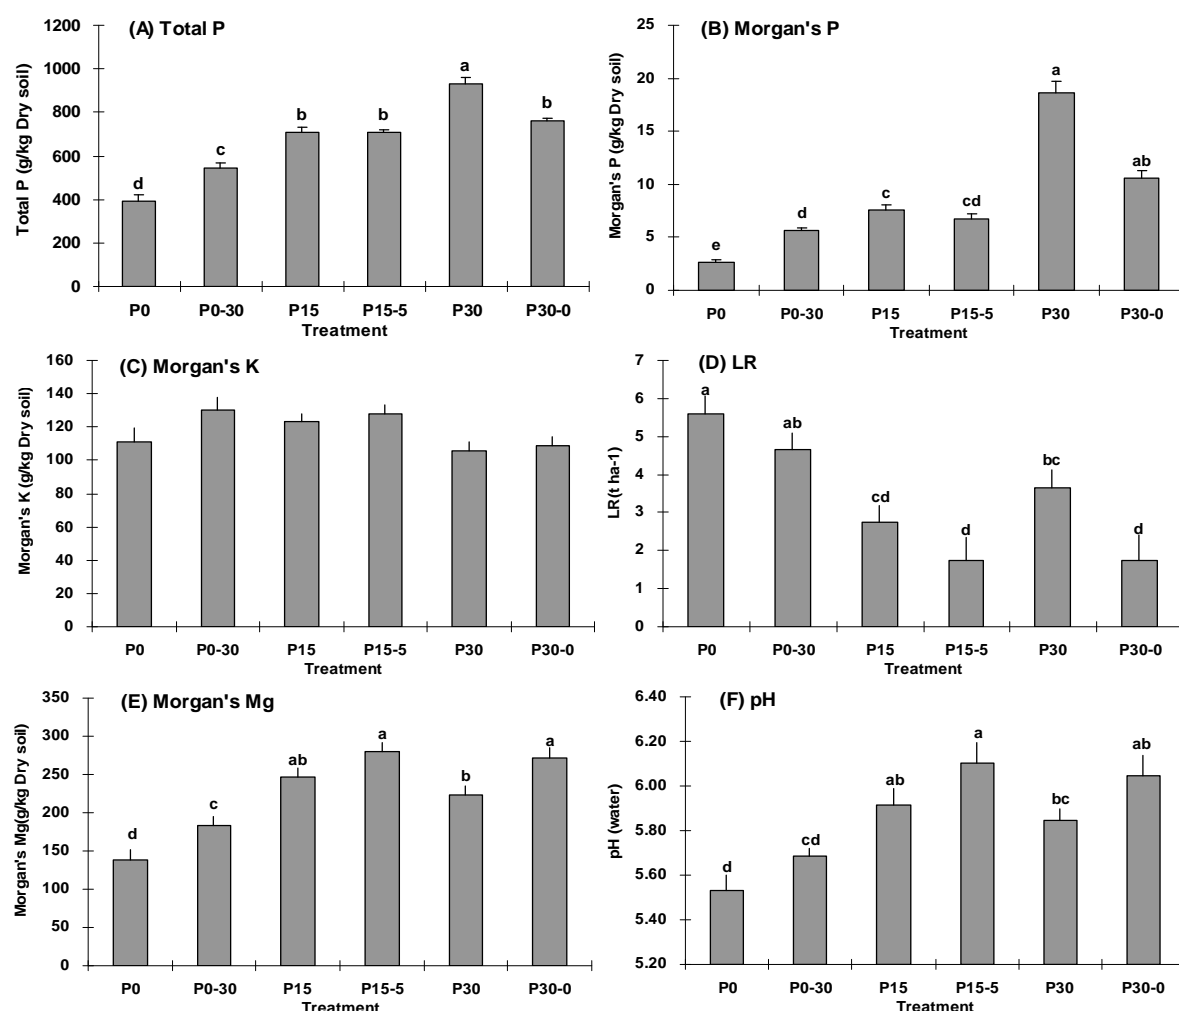 (A) Total P
Total P (g/kg Dry soil)
1200
1000
800
600
400
200
0
d
c
b
b
a
b
P0 P0-30 P15 P15-5 P30 P30-0
Treatment
(B) Morgan's P
Morgan's P (g/kg Dry soil)
25
20
15
10
5
0
e
d
c
cd
a
ab
P0 P0-30 P15 P15-5 P30 P30-0
Treatment
(C) Morgan's K
Morgan's K (g/kg Dry soil)
160
140
120
100
80
60
40
20
0
P0 P0-30 P15 P15-5 P30 P30-0
Treatment
(D) LR
LR(t ha-1)
7
6
5
4
3
2
1
0
a
ab
cd
d
bc
d
P0 P0-30 P15 P15-5 P30 P30-0
Treatment
(E) Morgan's Mg
Morgan's Mg(g/kg Dry soil)
350
300
250
200
150
100
50
0
d
c
ab
a
b
a
P0 P0-30 P15 P15-5 P30 P30-0
Treatment
(F) pH
pH (water)
6.40
6.20
6.00
5.80
5.60
5.40
5.20
d
cd
ab
a
bc
ab
P0 P0-30 P15 P15-5 P30 P30-0
Treatment